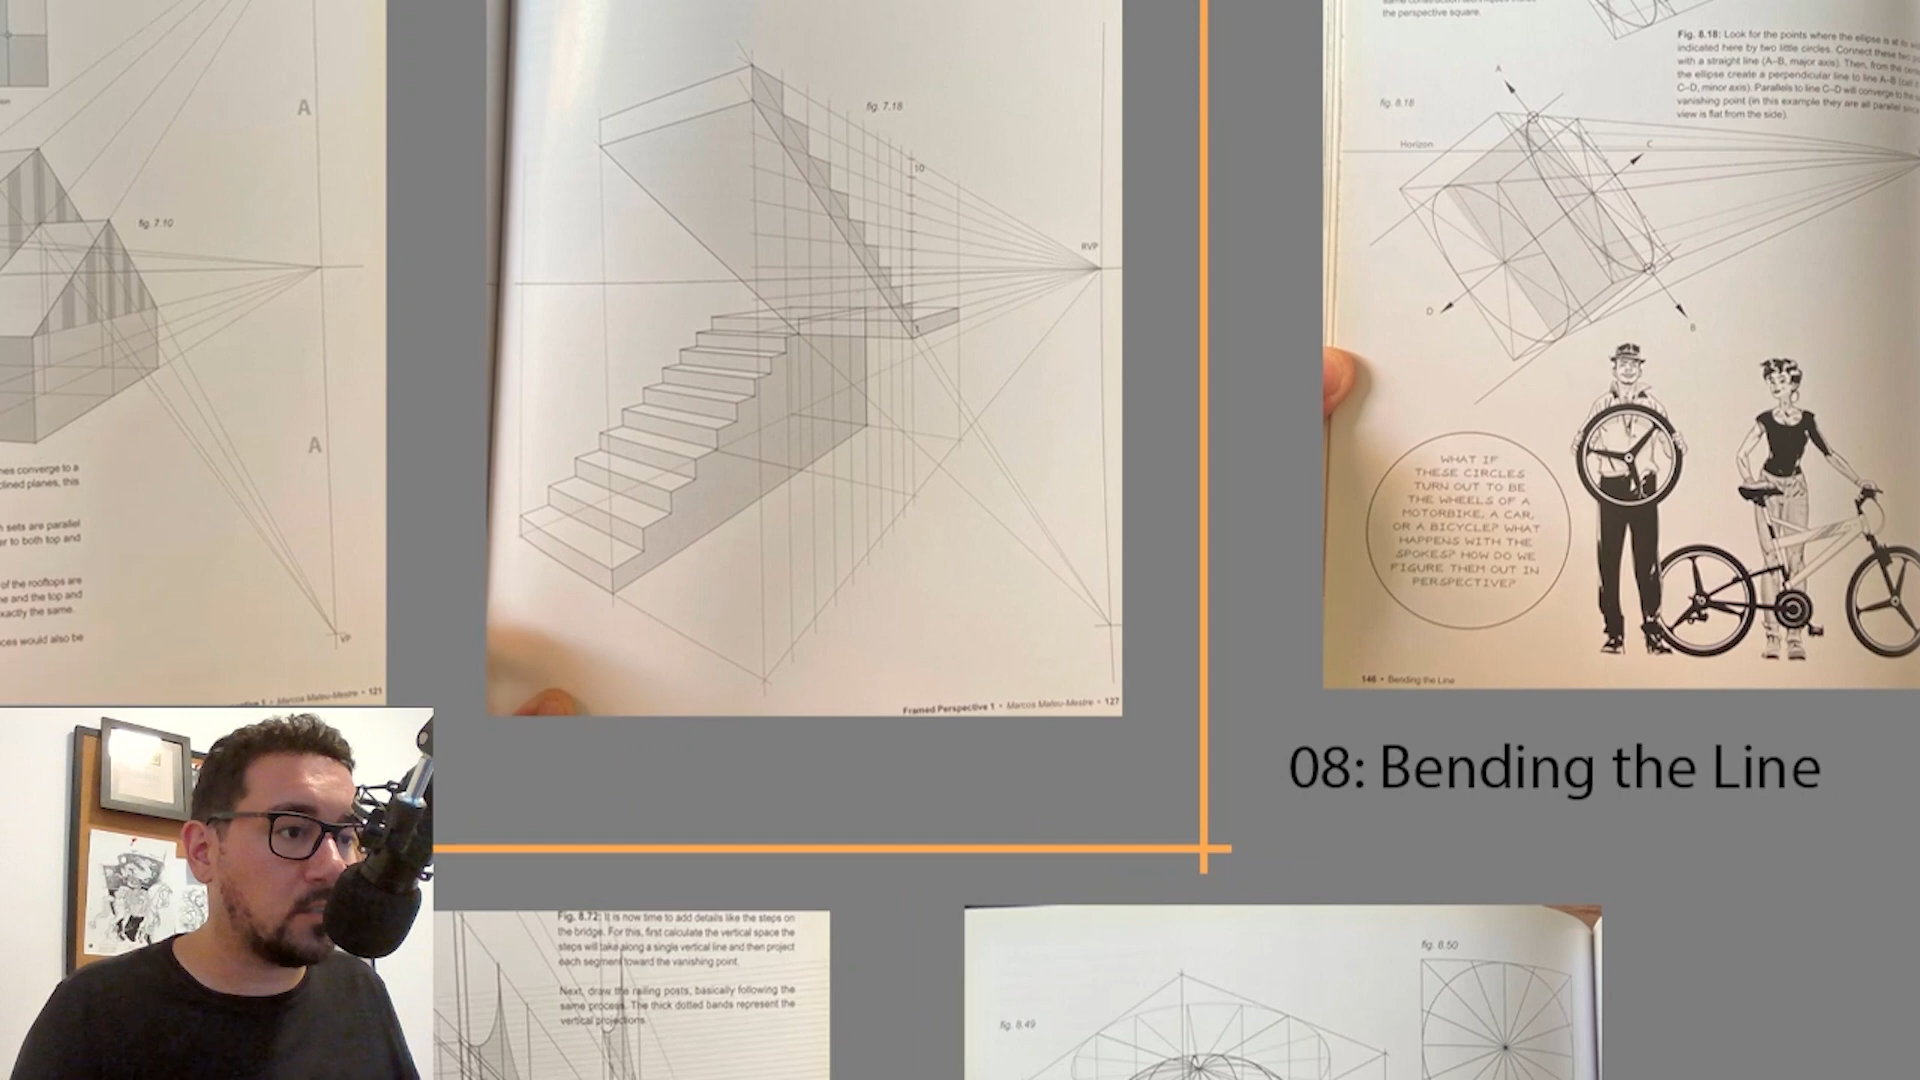 A
fig. 7.10
A
nes converge to a
clined planes, this
n sets are parallel
er to both top and
of the rooftops are
ne and the top and
exactly the same.
ces would also be
VP
Marcos Mateu-Mestre • 121
fig. 7.18
10
RVP
1
Framed Perspective 1 • Marcos Mateu-Mestre • 127
the perspective square.
Fig. 8.18: Look for the points where the ellipse is at its
indicated here by two little circles. Connect these two
with a straight line (A–B, major axis). Then, from the
the ellipse create a perpendicular line to line A–B
C–D, minor axis). Parallels to line C–D will converge to the
vanishing point (in this example they are all parallel since
view is flat from the side).
fig. 8.18
A
Horizon
C
D
B
WHAT IF
THESE CIRCLES
TURN OUT TO BE
THE WHEELS OF A
MOTORBIKE, A CAR,
OR A BICYCLE? WHAT
HAPPENS WITH THE
SPOKES? HOW DO WE
FIGURE THEM OUT IN
PERSPECTIVE?
146 • Bending the Line
08: Bending the Line
Fig. 8.72: It is now time to add details like the steps on
the bridge. For this, first calculate the vertical space the
steps will take along a single vertical line and then project
each segment toward the vanishing point.
Next, draw the railing posts, basically following the
same process. The thick dotted bands represent the
vertical projections.
fig. 8.49
fig. 8.50